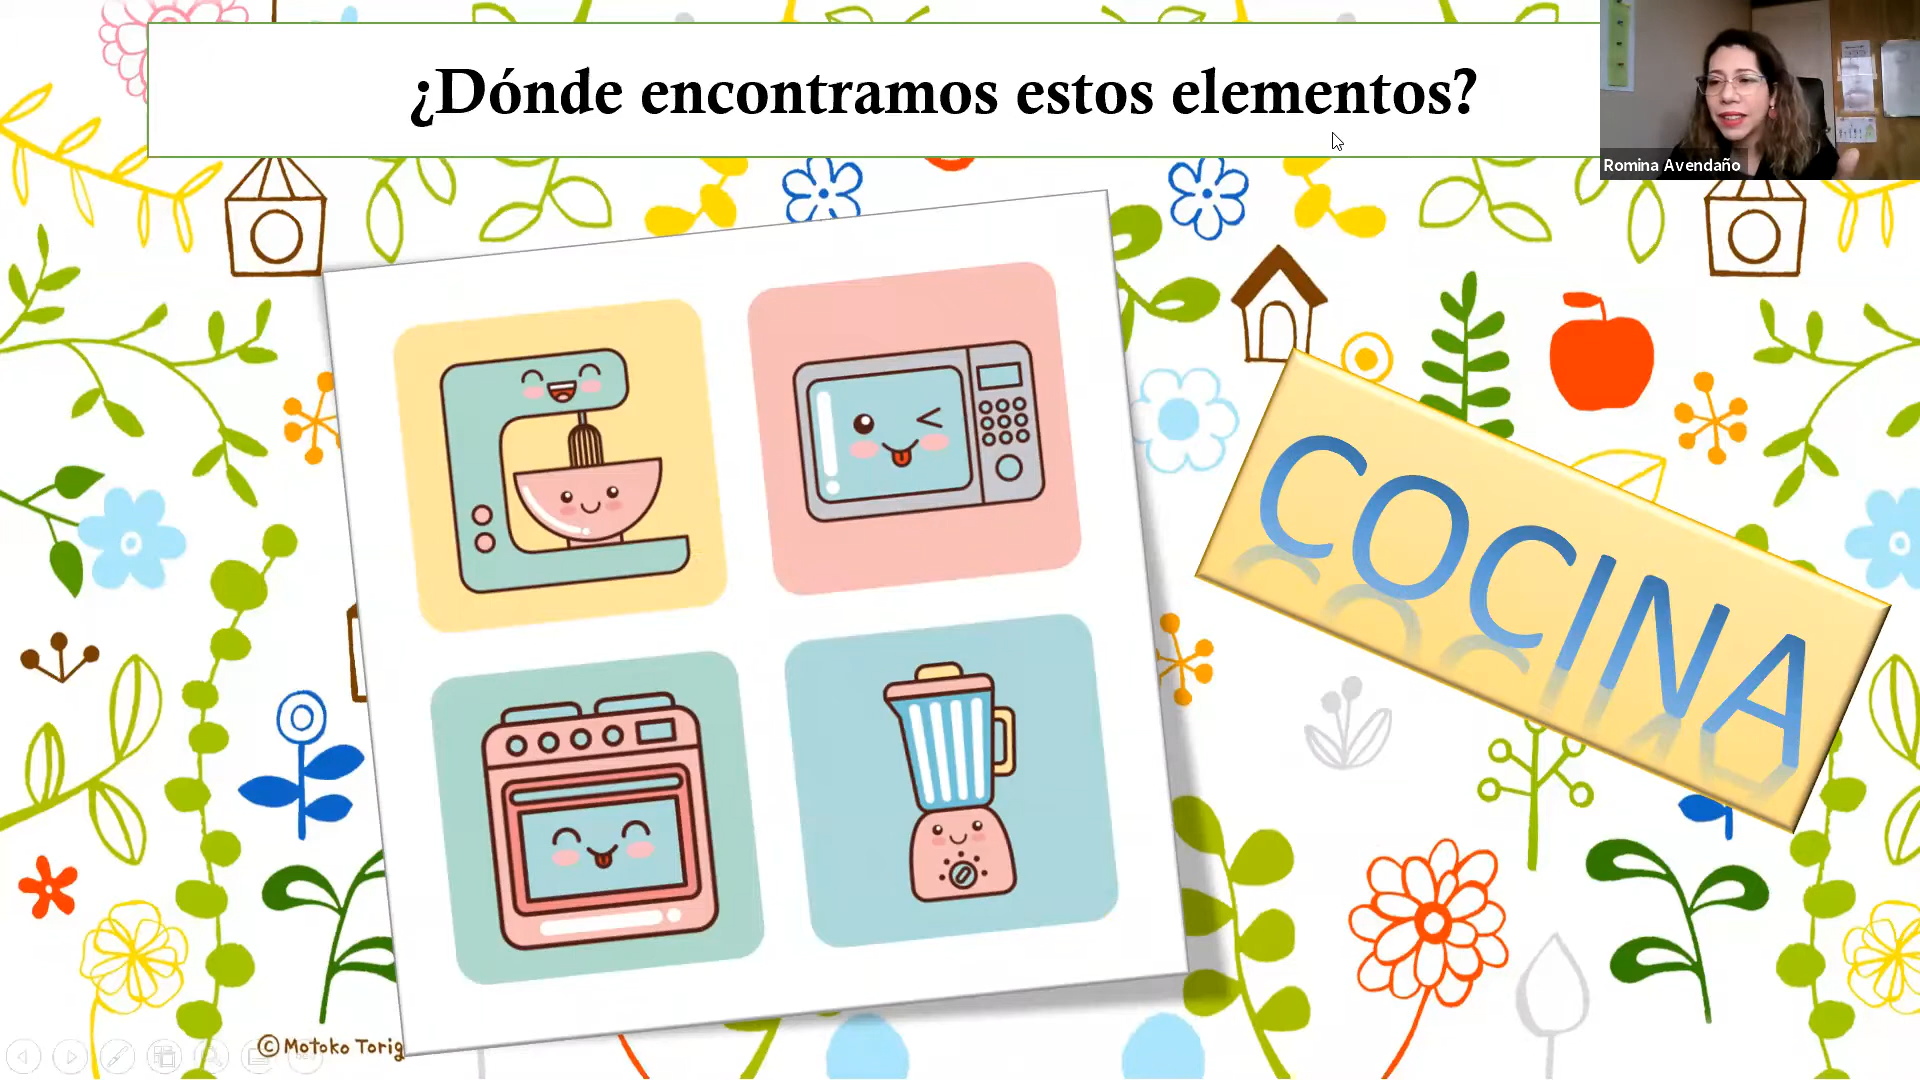 ¿Dónde encontramos estos elementos?
Romina Avendaño
COCINA
© Motoko Torig